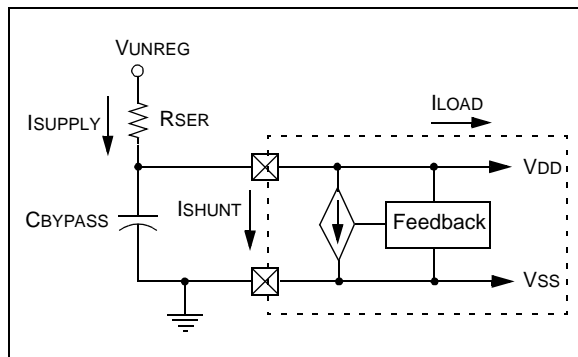 VUNREG
ISUPPLY
RSER
ILOAD
CBYPASS
ISHUNT
Feedback
VDD
VSS